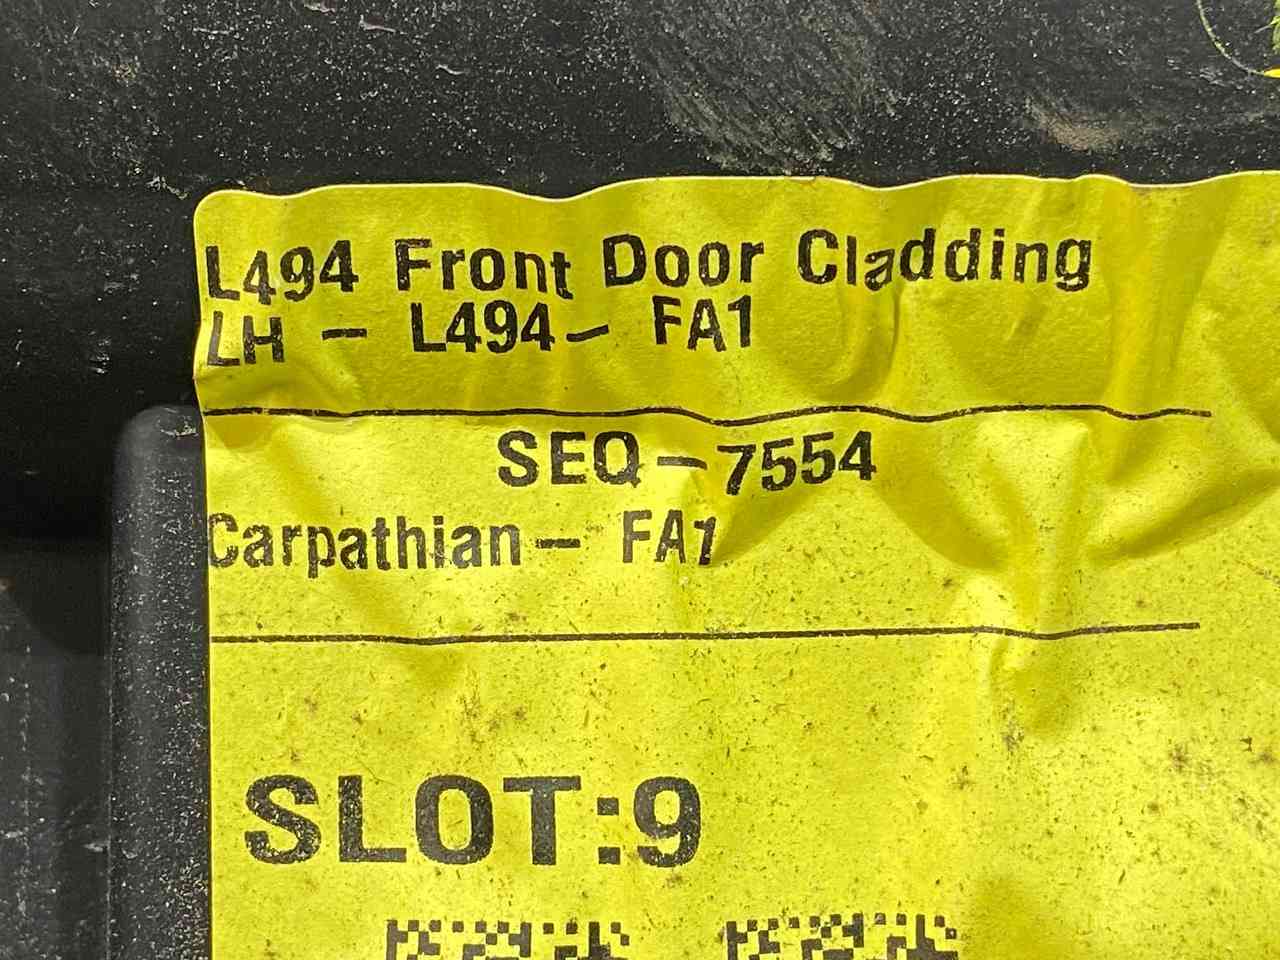 L494 Front Door Cladding
LH - L494- FA1
SEQ-7554
Carpathian- FA1
SLOT:9